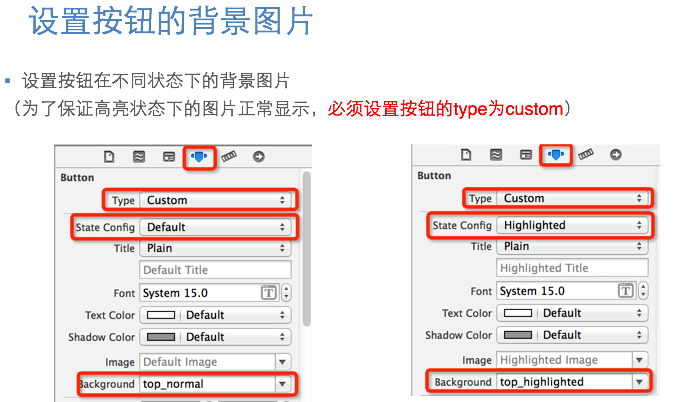 设置按钮的背景图片
▪ 设置按钮在不同状态下的背景图片
（为了保证高亮状态下的图片正常显示，必须设置按钮的type为custom）
Button
Type Custom
State Config Default
Title Plain
Default Title
Font System 15.0 T
Text Color Default
Shadow Color Default
Image Default Image
Background top_normal
Button
Type Custom
State Config Highlighted
Title Plain
Highlighted Title
Font System 15.0 T
Text Color Default
Shadow Color Default
Image Highlighted Image
Background top_highlighted